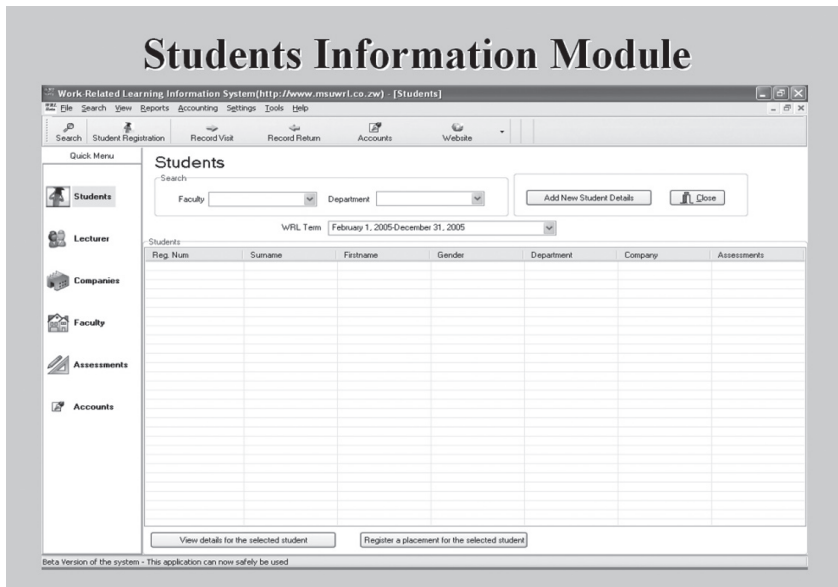 Students Information Module
Work-Related Learning Information System(http://www.msuwrl.co.zw) - [Students]
File Search View Reports Accounting Settings Tools Help
Search Student Registration Record Visit Record Return Accounts Website
Quick Menu
Students
Lecturer
Companies
Faculty
Assessments
Accounts
Students
Search
Faculty Department
Add New Student Details Close
WRL Term February 1, 2005-December 31, 2005
Students
Reg. Num Surname Firstname Gender Department Company Assessments
View details for the selected student Register a placement for the selected student
Beta Version of the system - This application can now safely be used